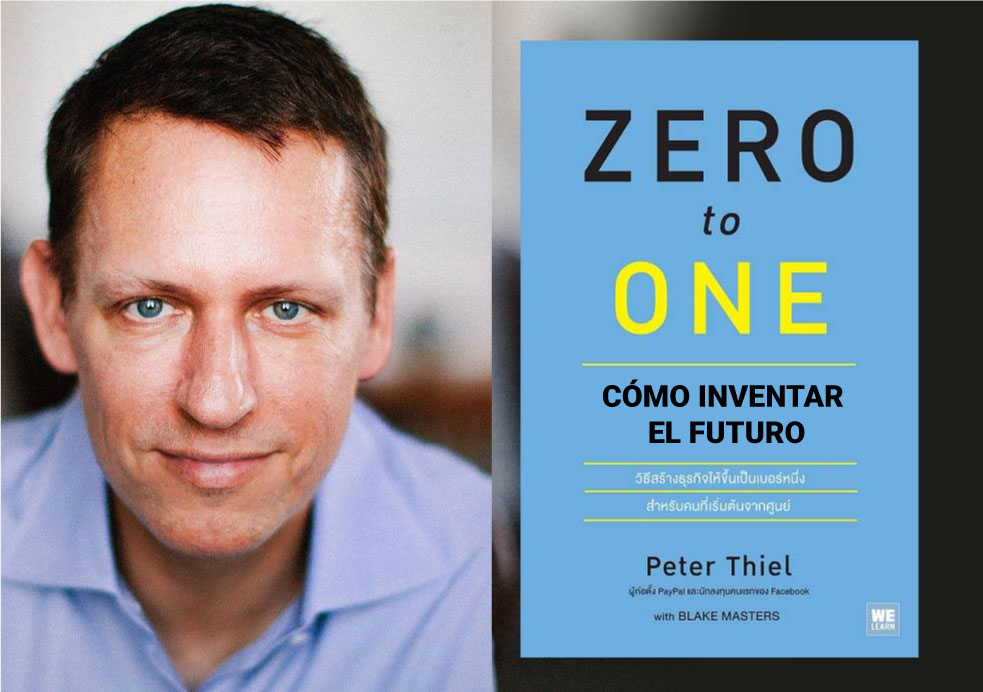 ZERO
to
ONE
CÓMO INVENTAR
EL FUTURO
วิธีสร้างธุรกิจให้ขึ้นเป็นเบอร์หนึ่ง
สำหรับคนที่เริ่มต้นจากศูนย์
Peter Thiel
ผู้ก่อตั้ง PayPal และนักลงทุนคนแรกของ Facebook
with BLAKE MASTERS
WE
LEARN